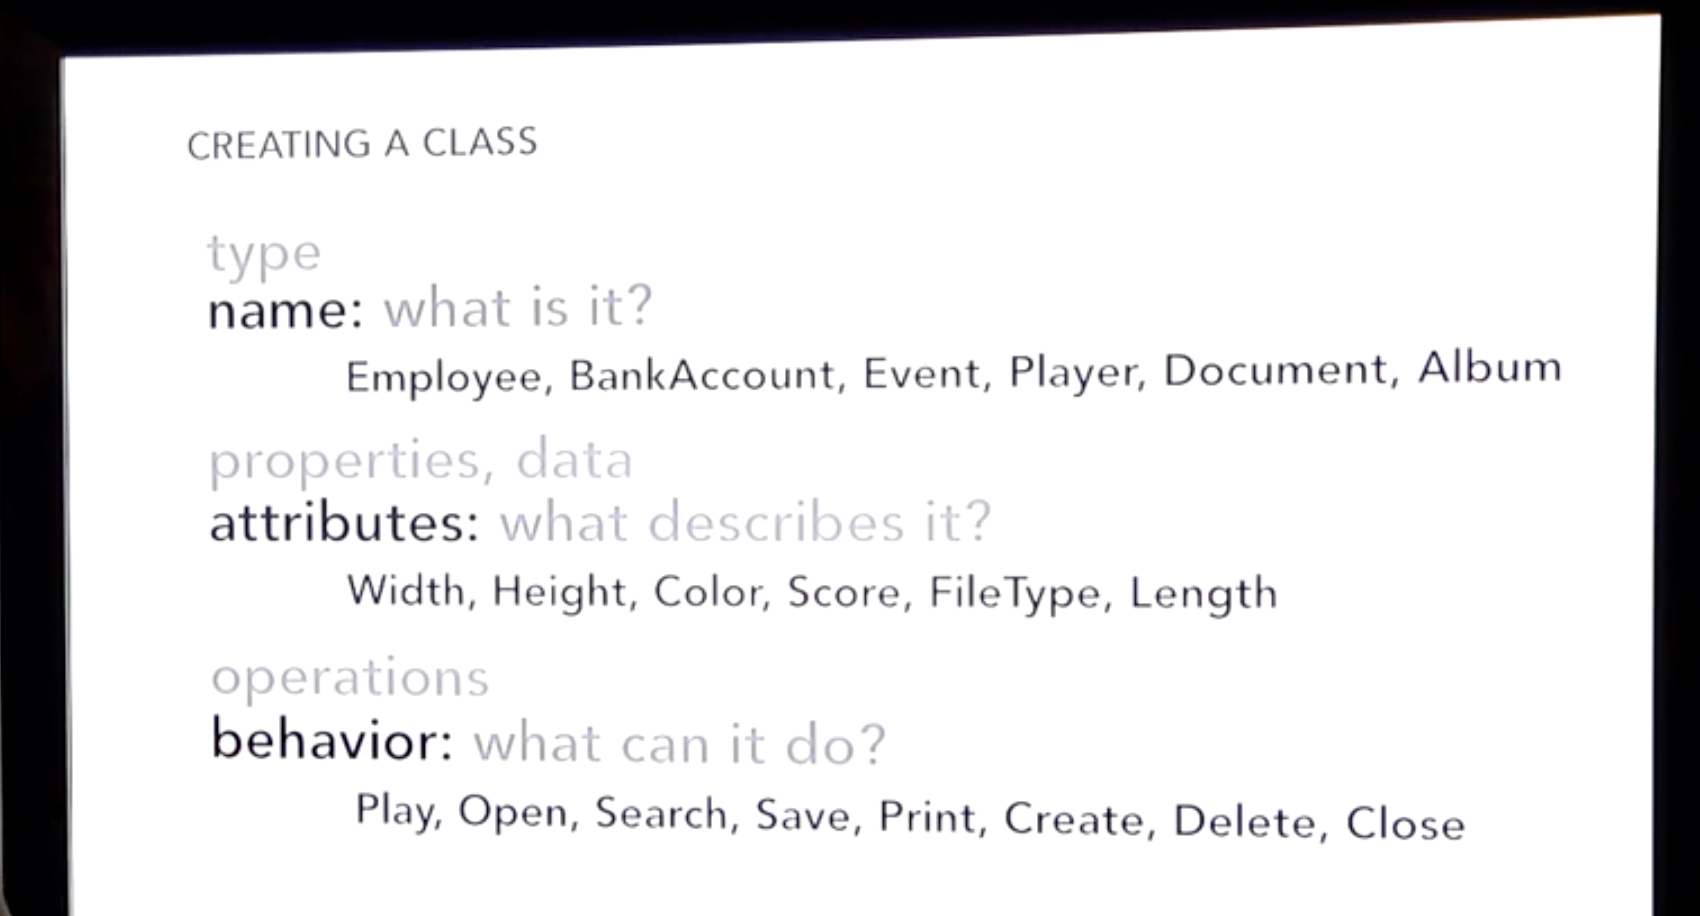 CREATING A CLASS
type
name: what is it?
Employee, BankAccount, Event, Player, Document, Album
properties, data
attributes: what describes it?
Width, Height, Color, Score, FileType, Length
operations
behavior: what can it do?
Play, Open, Search, Save, Print, Create, Delete, Close